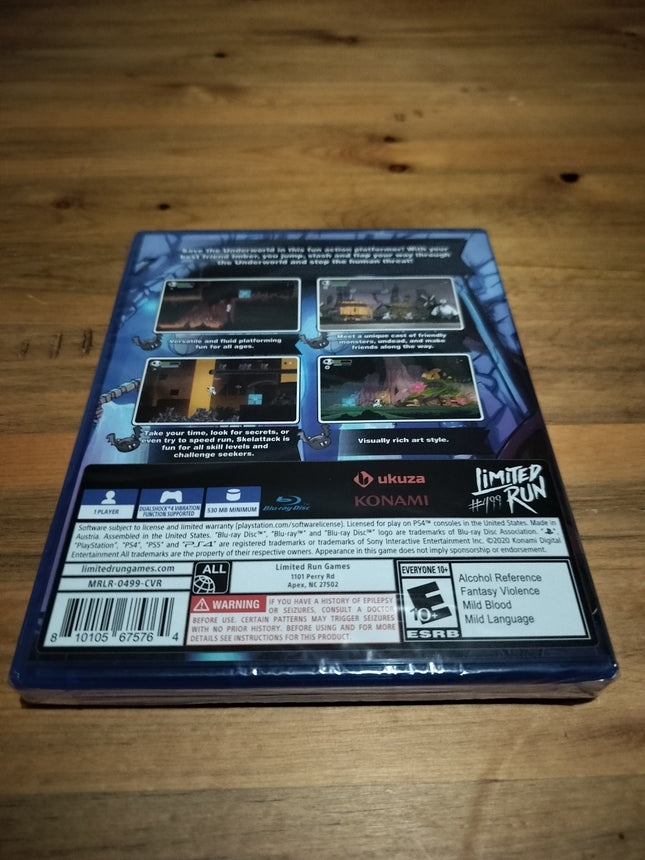 Save the Underworld in this fun action platformer! With your
best friend Imber, you jump, slash and flap your way through
the Underworld and stop the human threat!
Versatile and fluid platforming
fun for all ages.
Meet a unique cast of friendly
monsters, undead, and make
friends along the way.
Take your time, look for secrets, or
even try to speed run, Skelattack is
fun for all skill levels and
challenge seekers.
Visually rich art style.
1 PLAYER
DUALSHOCK®4 VIBRATION
FUNCTION SUPPORTED
530 MB MINIMUM
Blu-ray Disc
ukuza
KONAMI
LIMITED
RUN
#499
Software subject to license and limited warranty (playstation.com/softwarelicense). Licensed for play on PS4™ consoles in the United States. Made in
Austria. Assembled in the United States. "Blu-ray Disc™", "Blu-ray™" and "Blu-ray Disc™" logo are trademarks of Blu-ray Disc Association.
"PlayStation", "PS4", "PS5" and "PS4" are registered trademarks or trademarks of Sony Interactive Entertainment Inc. ©2020 Konami Digital
Entertainment All trademarks are the property of their respective owners. Appearance in this game does not imply sponsorship or endorsement.
limitedrungames.com
MRLR-0499-CVR
8 10105 67576 4
ALL
Limited Run Games
1101 Perry Rd
Apex, NC 27502
WARNING
IF YOU HAVE A HISTORY OF EPILEPSY
OR SEIZURES, CONSULT A DOCTOR
BEFORE USE. CERTAIN PATTERNS MAY TRIGGER SEIZURES
WITH NO PRIOR HISTORY. BEFORE USING AND FOR MORE
DETAILS SEE INSTRUCTIONS FOR THIS PRODUCT.
EVERYONE 10+
E
10+
ESRB
Alcohol Reference
Fantasy Violence
Mild Blood
Mild Language